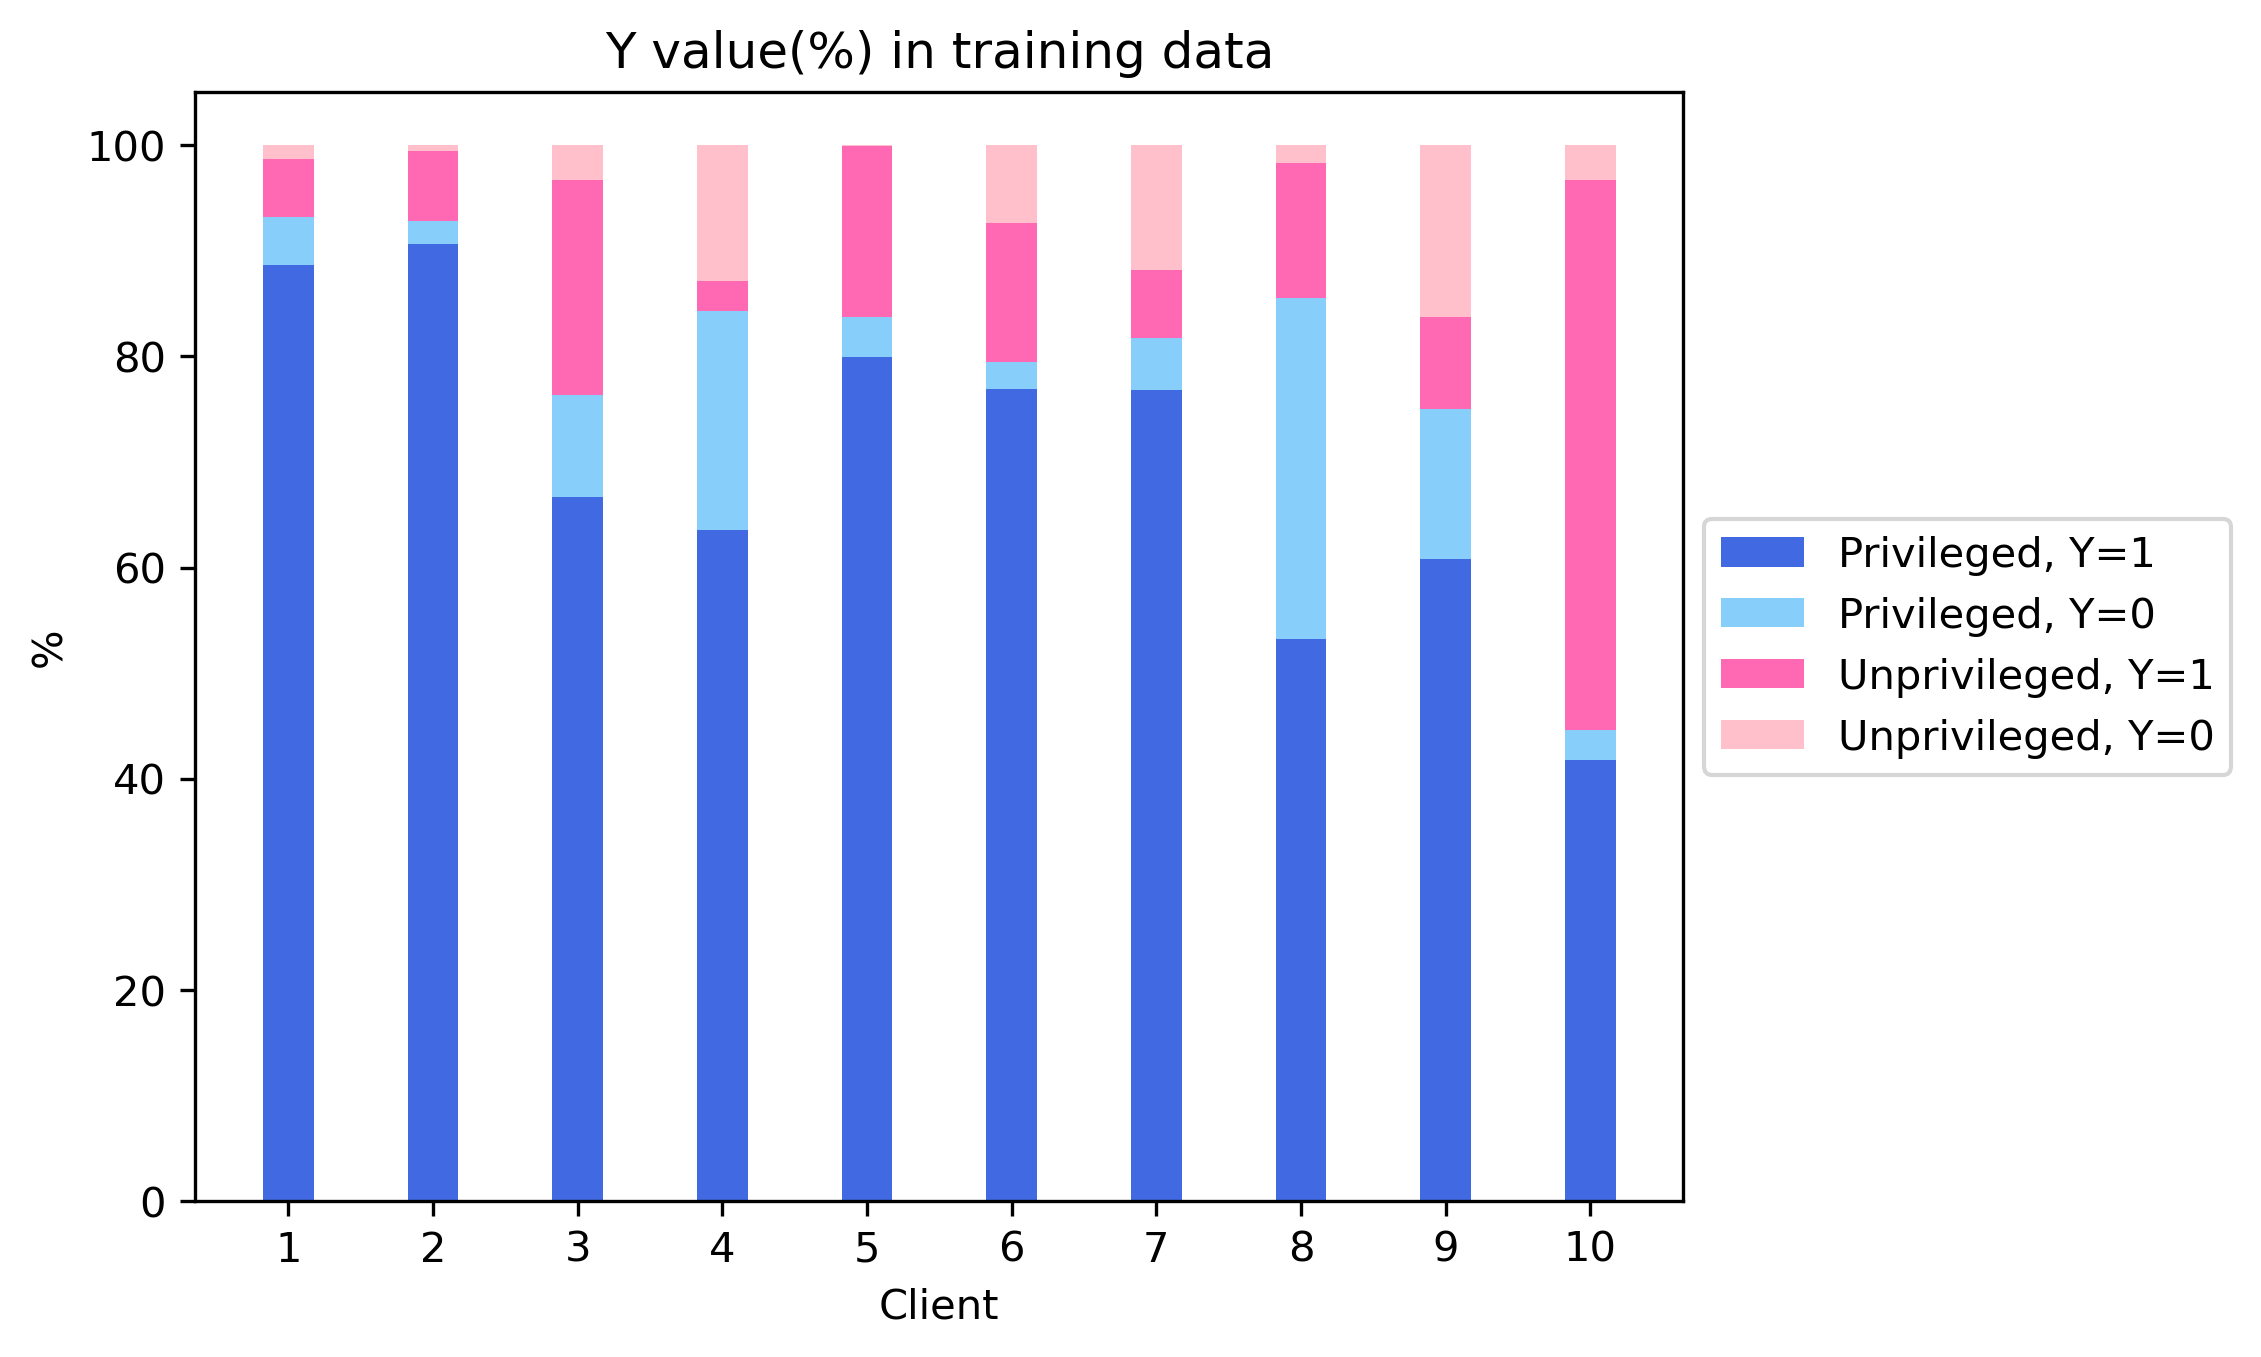 Y value(%) in training data
100
80
60
40
20
0
%
1 2 3 4 5 6 7 8 9 10
Client
Privileged, Y=1
Privileged, Y=0
Unprivileged, Y=1
Unprivileged, Y=0